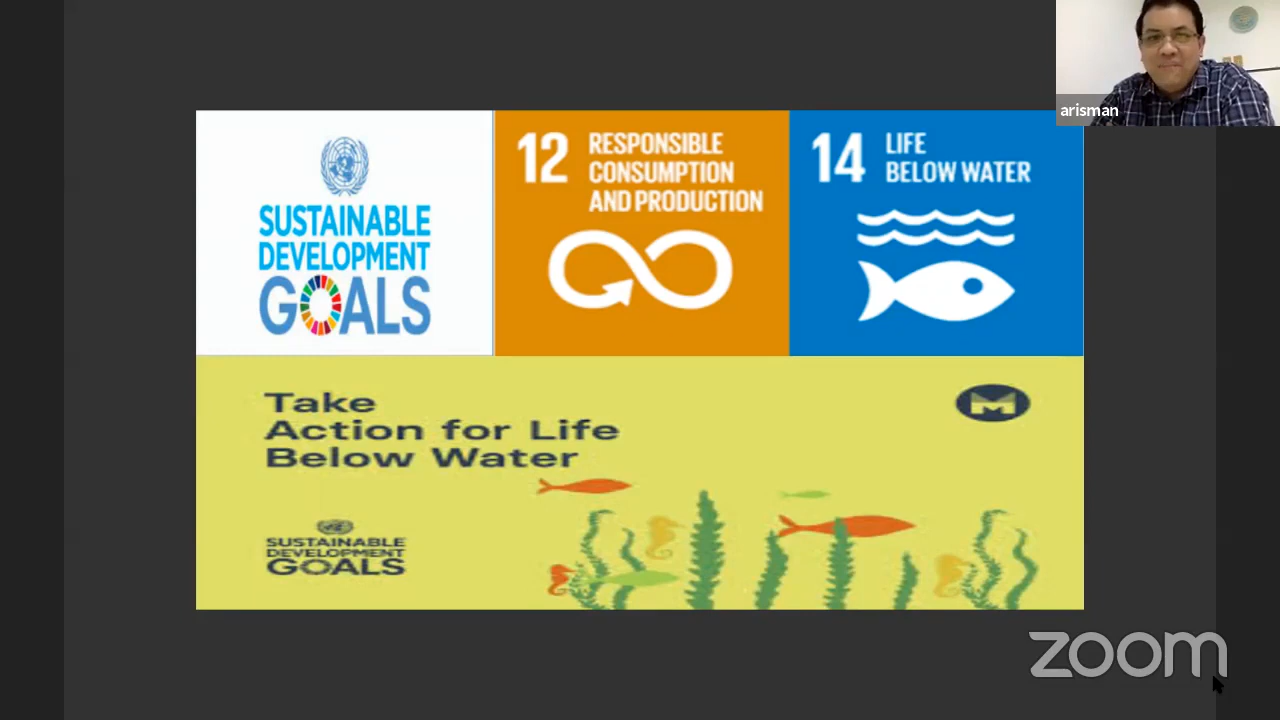 arisman
SUSTAINABLE
DEVELOPMENT
GOALS
12 RESPONSIBLE
CONSUMPTION
AND PRODUCTION
14 LIFE
BELOW WATER
Take
Action for Life
Below Water
M
SUSTAINABLE
DEVELOPMENT
GOALS
zoom